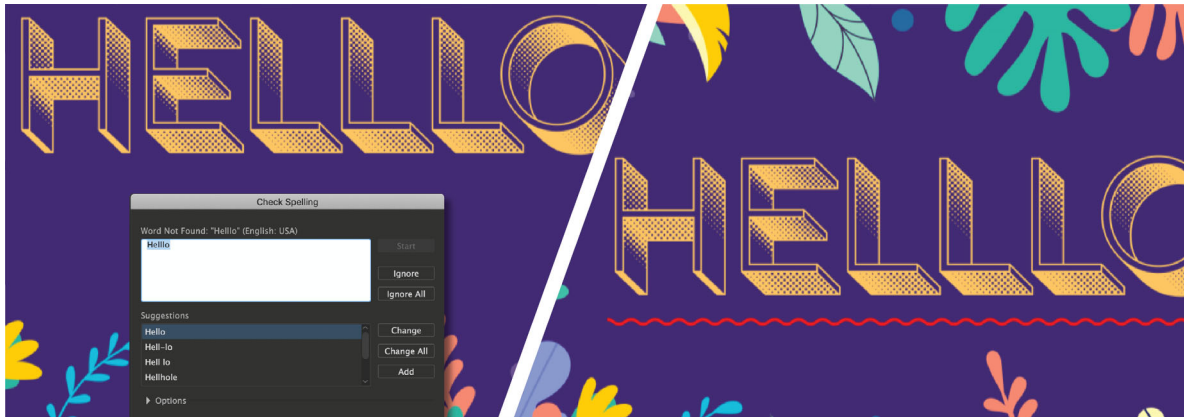 HELLLO
Check Spelling
Word Not Found: "Helllo" (English: USA)
Helllo
Start
Ignore
Ignore All
Suggestions
Hello
Hell-lo
Hell lo
Hellhole
Change
Change All
Add
Options
HELLLO